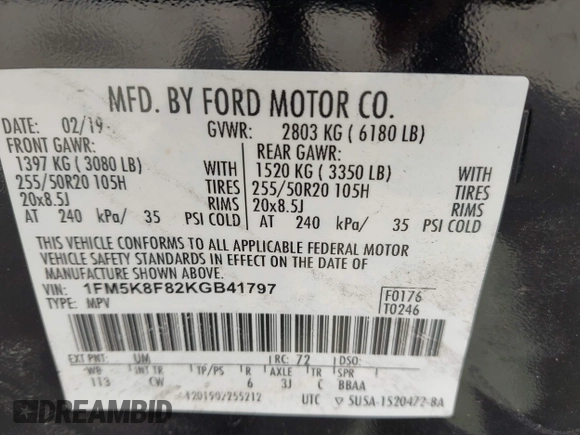 MFD. BY FORD MOTOR CO.
DATE: 02/19 GVWR: 2803 KG ( 6180 LB)
FRONT GAWR: REAR GAWR:
1397 KG ( 3080 LB) WITH 1520 KG ( 3350 LB) WITH
255/50R20 105H TIRES 255/50R20 105H TIRES
20x8.5J RIMS 20x8.5J RIMS
AT 240 kPa/ 35 PSI COLD AT 240 kPa/ 35 PSI COLD
THIS VEHICLE CONFORMS TO ALL APPLICABLE FEDERAL MOTOR
VEHICLE SAFETY STANDARDS IN EFFECT ON THE DATE OF
MANUFACTURE SHOWN ABOVE.
VIN: 1FM5K8F82KGB41797
TYPE: MPV
F0176
T0246
EXT PNT: UM RC: 72 DSO:
WB INT TR TP/PS R AXLE TR SPR
113 CW 6 3J C BBAA
420190/255212 UTC ▽ 5U5A-1520472-BA
FAXVIN